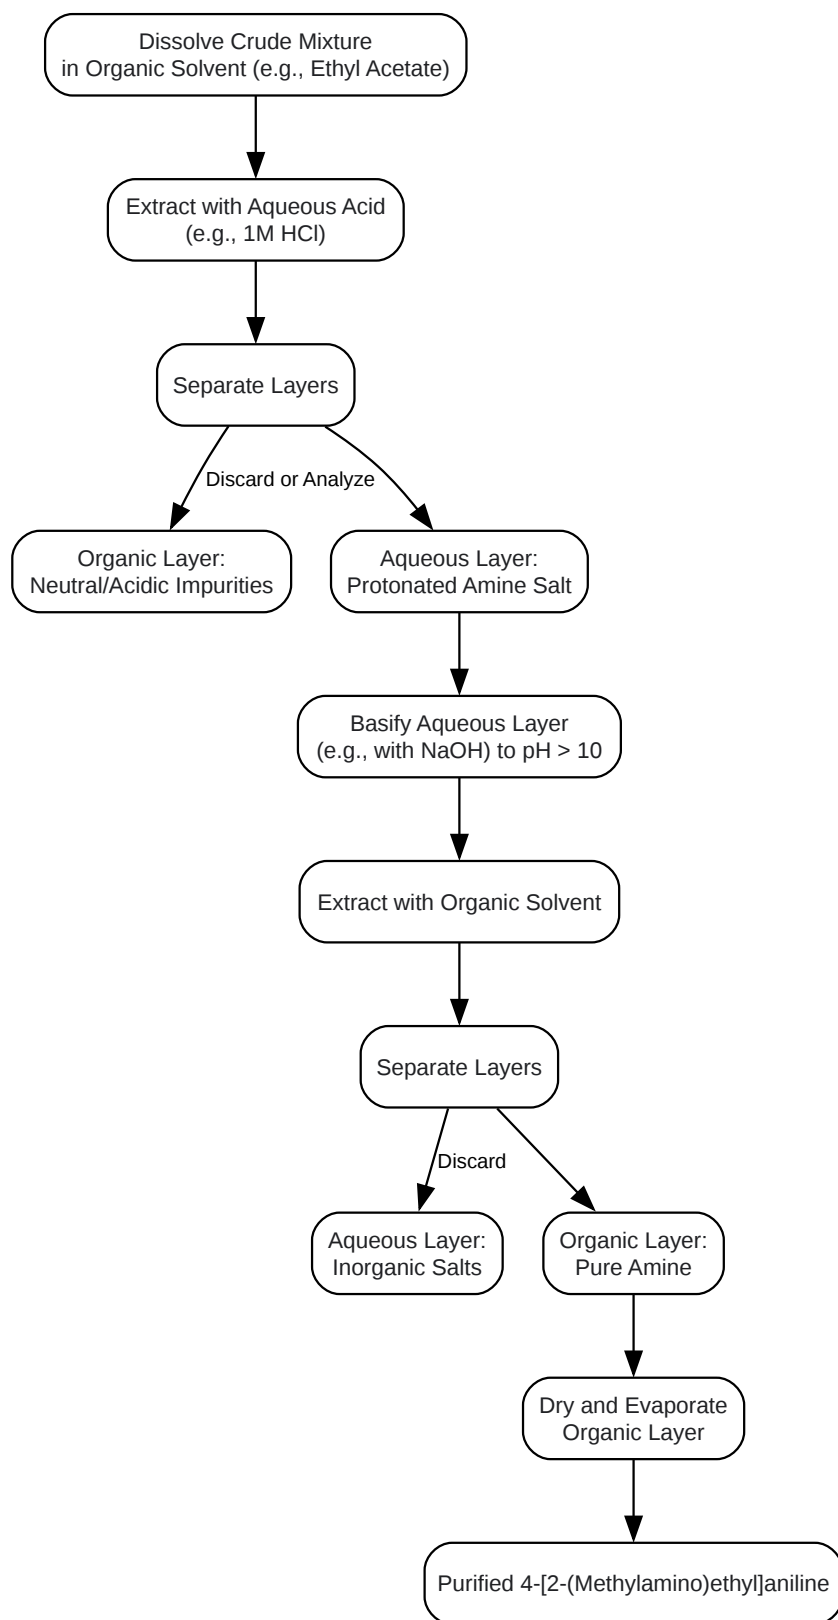 Dissolve Crude Mixture
in Organic Solvent (e.g., Ethyl Acetate)
Extract with Aqueous Acid
(e.g., 1M HCl)
Separate Layers
Discard or Analyze
Organic Layer:
Neutral/Acidic Impurities
Aqueous Layer:
Protonated Amine Salt
Basify Aqueous Layer
(e.g., with NaOH) to pH > 10
Extract with Organic Solvent
Separate Layers
Discard
Aqueous Layer:
Inorganic Salts
Organic Layer:
Pure Amine
Dry and Evaporate
Organic Layer
Purified 4-[2-(Methylamino)ethyl]aniline